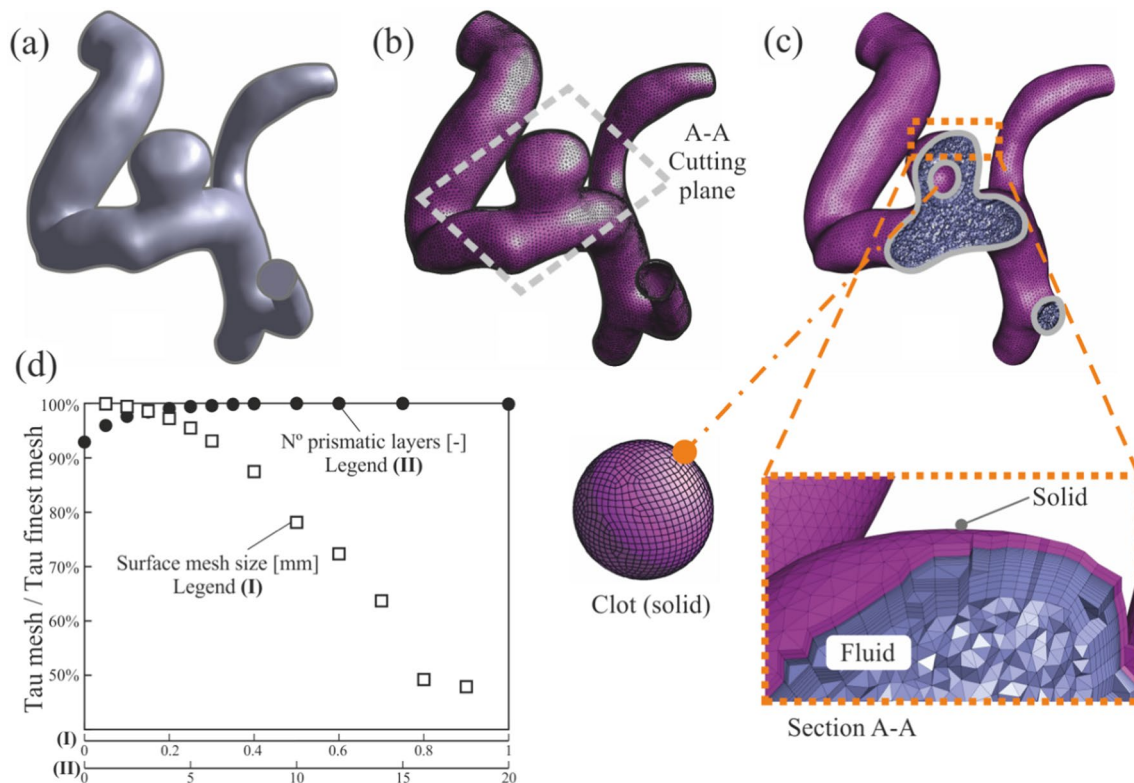 (a)
(b)
(c)
A-A
Cutting
plane
(d)
Tau mesh / Tau finest mesh
100%
90%
80%
70%
60%
50%
Nº prismatic layers [-]
Legend (II)
Surface mesh size [mm]
Legend (I)
(I)
0 0.2 0.4 0.6 0.8 1
(II)
0 5 10 15 20
Clot (solid)
Solid
Fluid
Section A-A